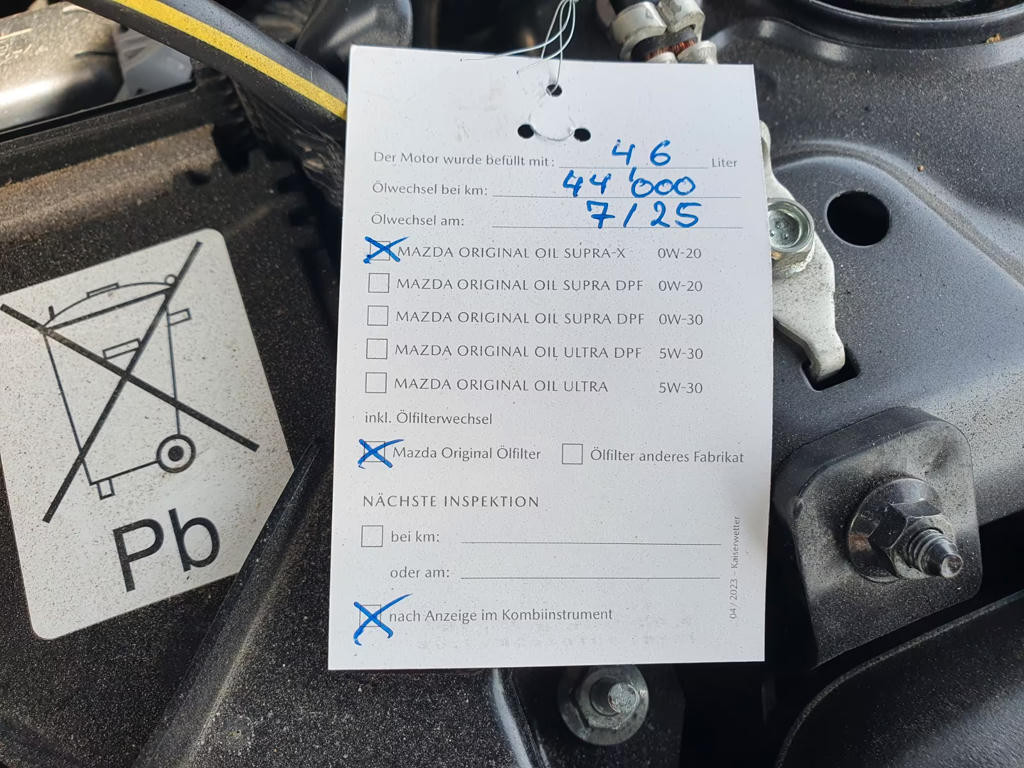 Der Motor wurde befüllt mit: 4,6 Liter
Ölwechsel bei km: 44'000
Ölwechsel am: 7/25
MAZDA ORIGINAL OIL SUPRA-X 0W-20
MAZDA ORIGINAL OIL SUPRA DPF 0W-20
MAZDA ORIGINAL OIL SUPRA DPF 0W-30
MAZDA ORIGINAL OIL ULTRA DPF 5W-30
MAZDA ORIGINAL OIL ULTRA 5W-30
inkl. Ölfilterwechsel
Mazda Original Ölfilter Ölfilter anderes Fabrikat
NÄCHSTE INSPEKTION
bei km:
oder am:
nach Anzeige im Kombiinstrument
04/2023 – Kaiserwetter
Pb